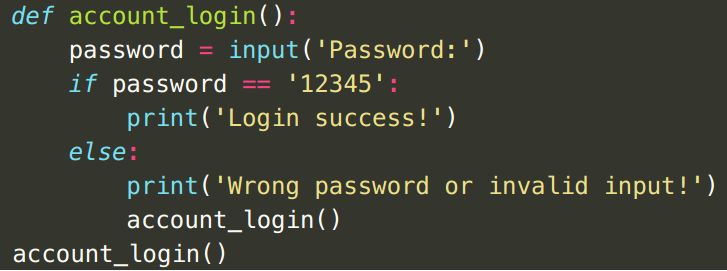 def account_login():
    password = input('Password:')
    if password == '12345':
        print('Login success!')
    else:
        print('Wrong password or invalid input!')
        account_login()
account_login()